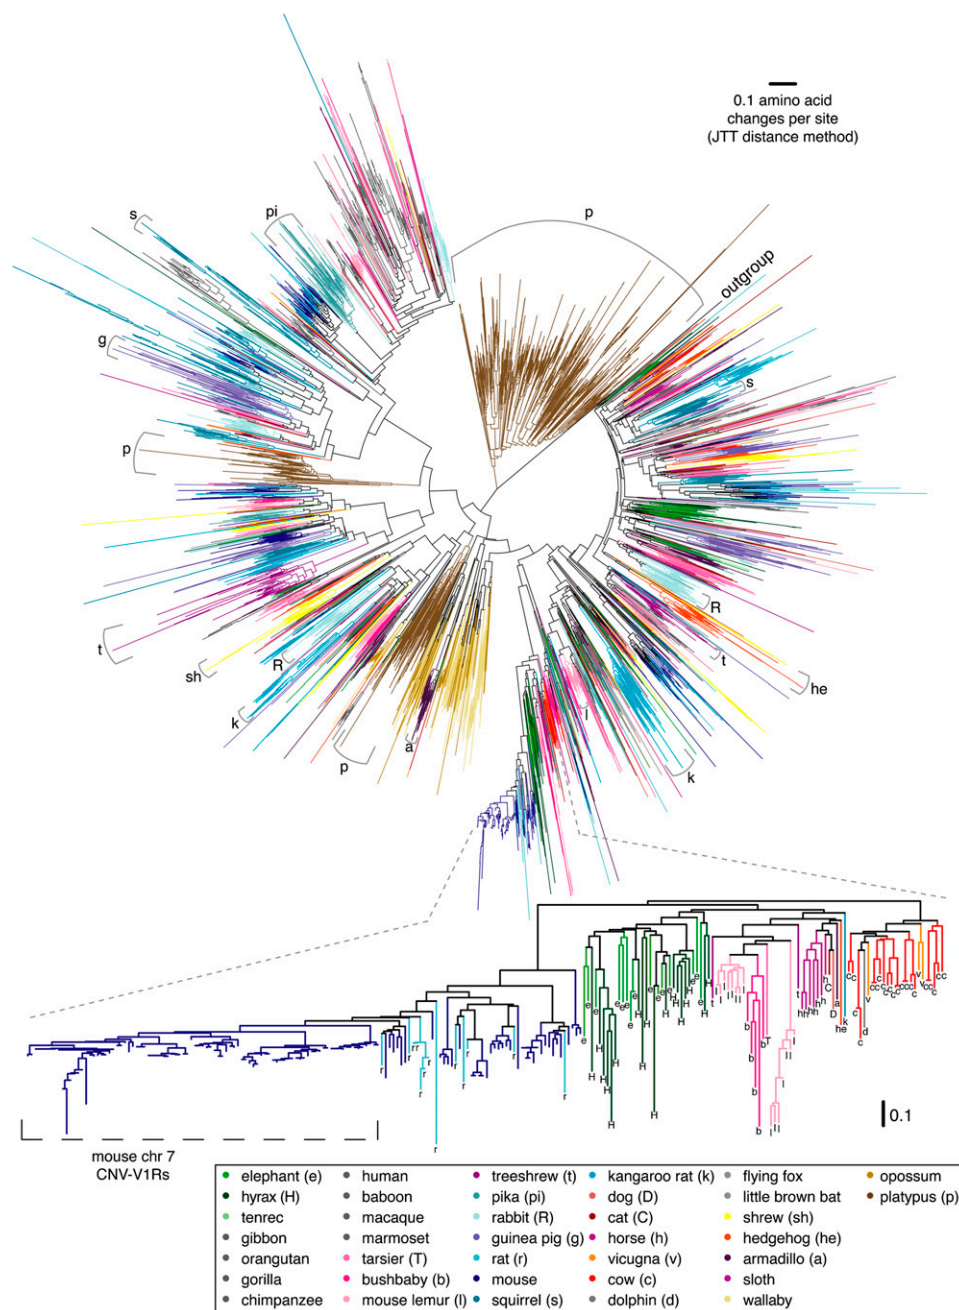 0.1 amino acid
changes per site
(JTT distance method)
s
pi
p
outgroup
g
s
p
R
t
t
he
sh
R
k
l
a
p
k
mouse chr 7
CNV-V1Rs
0.1
elephant (e)
hyrax (H)
tenrec
gibbon
orangutan
gorilla
chimpanzee
human
baboon
macaque
marmoset
tarsier (T)
bushbaby (b)
mouse lemur (l)
treeshrew (t)
pika (pi)
rabbit (R)
guinea pig (g)
rat (r)
mouse
squirrel (s)
kangaroo rat (k)
dog (D)
cat (C)
horse (h)
vicugna (v)
cow (c)
dolphin (d)
flying fox
little brown bat
shrew (sh)
hedgehog (he)
armadillo (a)
sloth
wallaby
opossum
platypus (p)